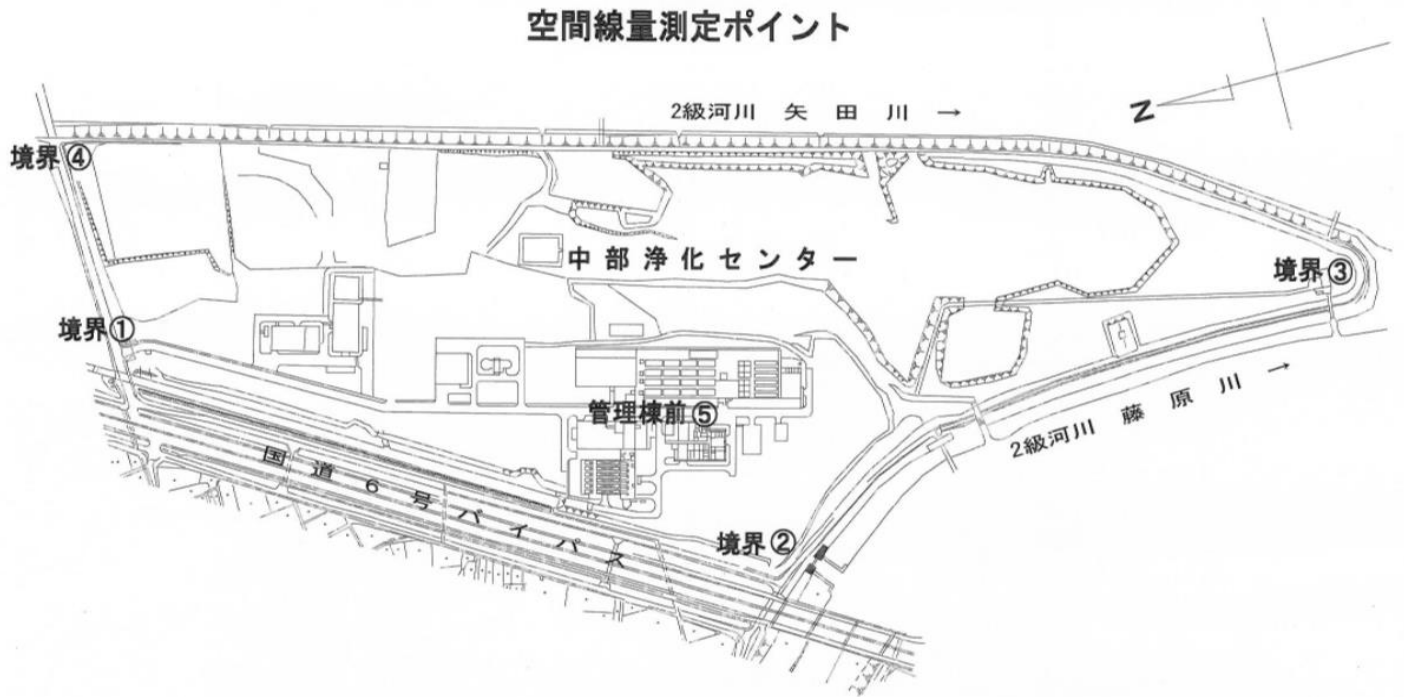 空間線量測定ポイント
2級河川 矢田川 →
N
境界④
中部浄化センター
境界③
境界①
管理棟前⑤
2級河川 藤原川 →
国道6号バイパス
境界②